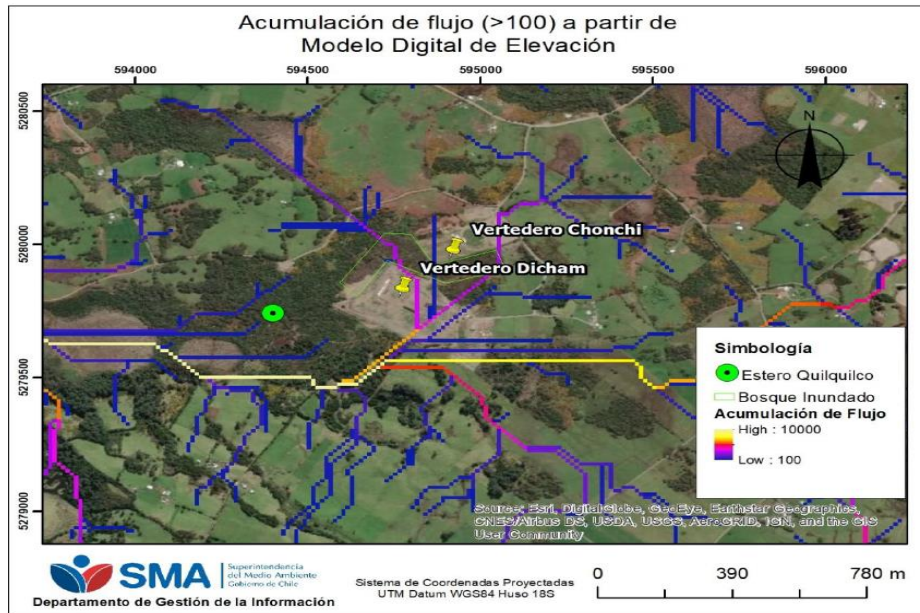 Acumulación de flujo (>100) a partir de
Modelo Digital de Elevación
594000 594500 595000 595500 596000
5280500
5280000
5279500
5279000
N
Vertedero Chonchi
Vertedero Dicham
Simbología
Estero Quilquilco
Bosque Inundado
Acumulación de Flujo
High : 10000
Low : 100
Source: Esri, DigitalGlobe, GeoEye, Earthstar Geographics,
CNES/Airbus DS, USDA, USGS, AeroGRID, IGN, and the GIS
User Community
SMA
Superintendencia
del Medio Ambiente
Gobierno de Chile
Departamento de Gestión de la Información
Sistema de Coordenadas Proyectadas
UTM Datum WGS84 Huso 18S
0 390 780 m